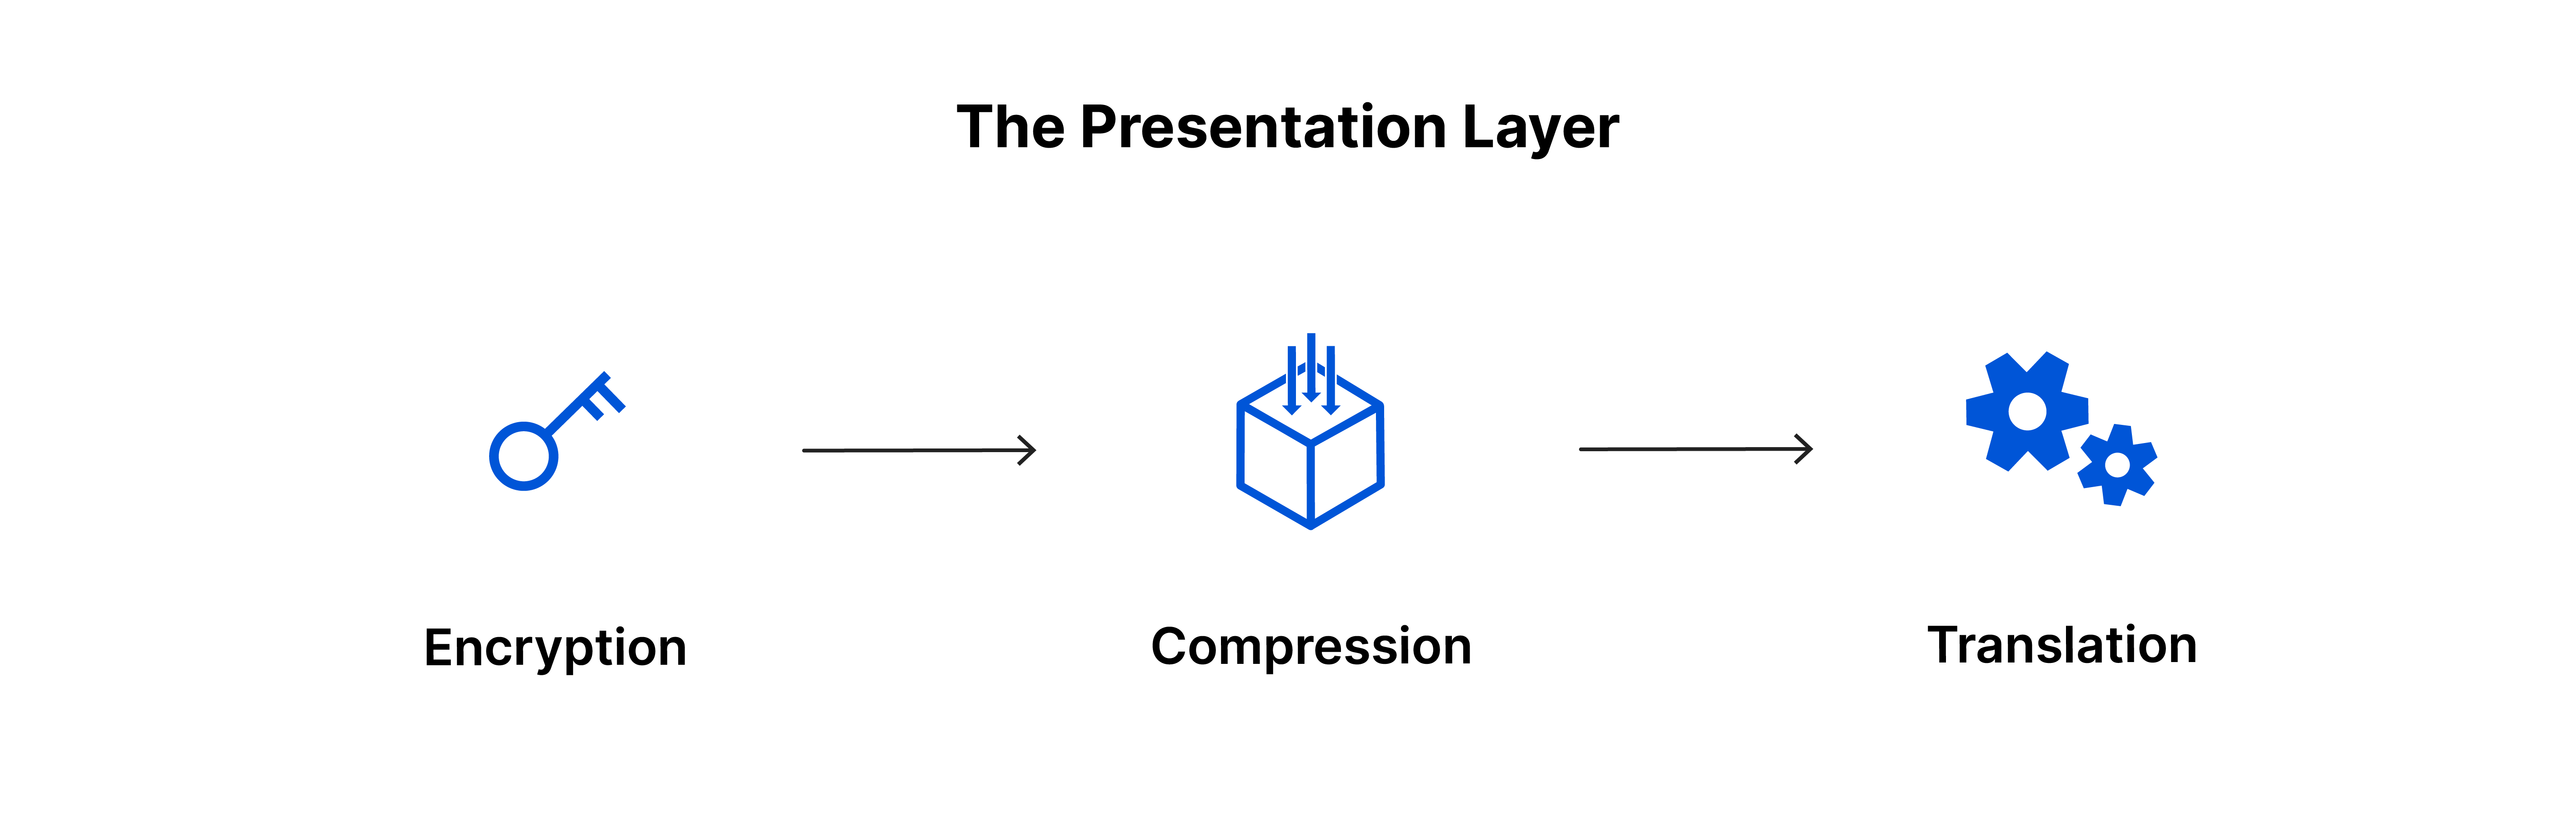 The Presentation Layer
Encryption
Compression
Translation